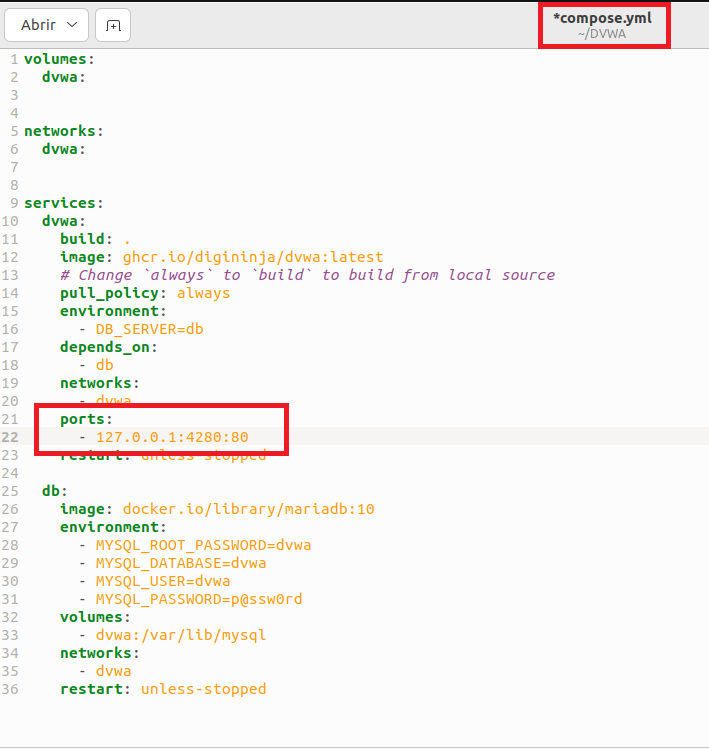 Abrir
*compose.yml
~/DVWA
1 volumes:
2   dvwa:
3
4
5 networks:
6   dvwa:
7
8
9 services:
10   dvwa:
11     build: .
12     image: ghcr.io/digininja/dvwa:latest
13     # Change `always` to `build` to build from local source
14     pull_policy: always
15     environment:
16       - DB_SERVER=db
17     depends_on:
18       - db
19     networks:
20       - dvwa
21     ports:
22       - 127.0.0.1:4280:80
23     restart: unless-stopped
24
25   db:
26     image: docker.io/library/mariadb:10
27     environment:
28       - MYSQL_ROOT_PASSWORD=dvwa
29       - MYSQL_DATABASE=dvwa
30       - MYSQL_USER=dvwa
31       - MYSQL_PASSWORD=p@ssw0rd
32     volumes:
33       - dvwa:/var/lib/mysql
34     networks:
35       - dvwa
36     restart: unless-stopped